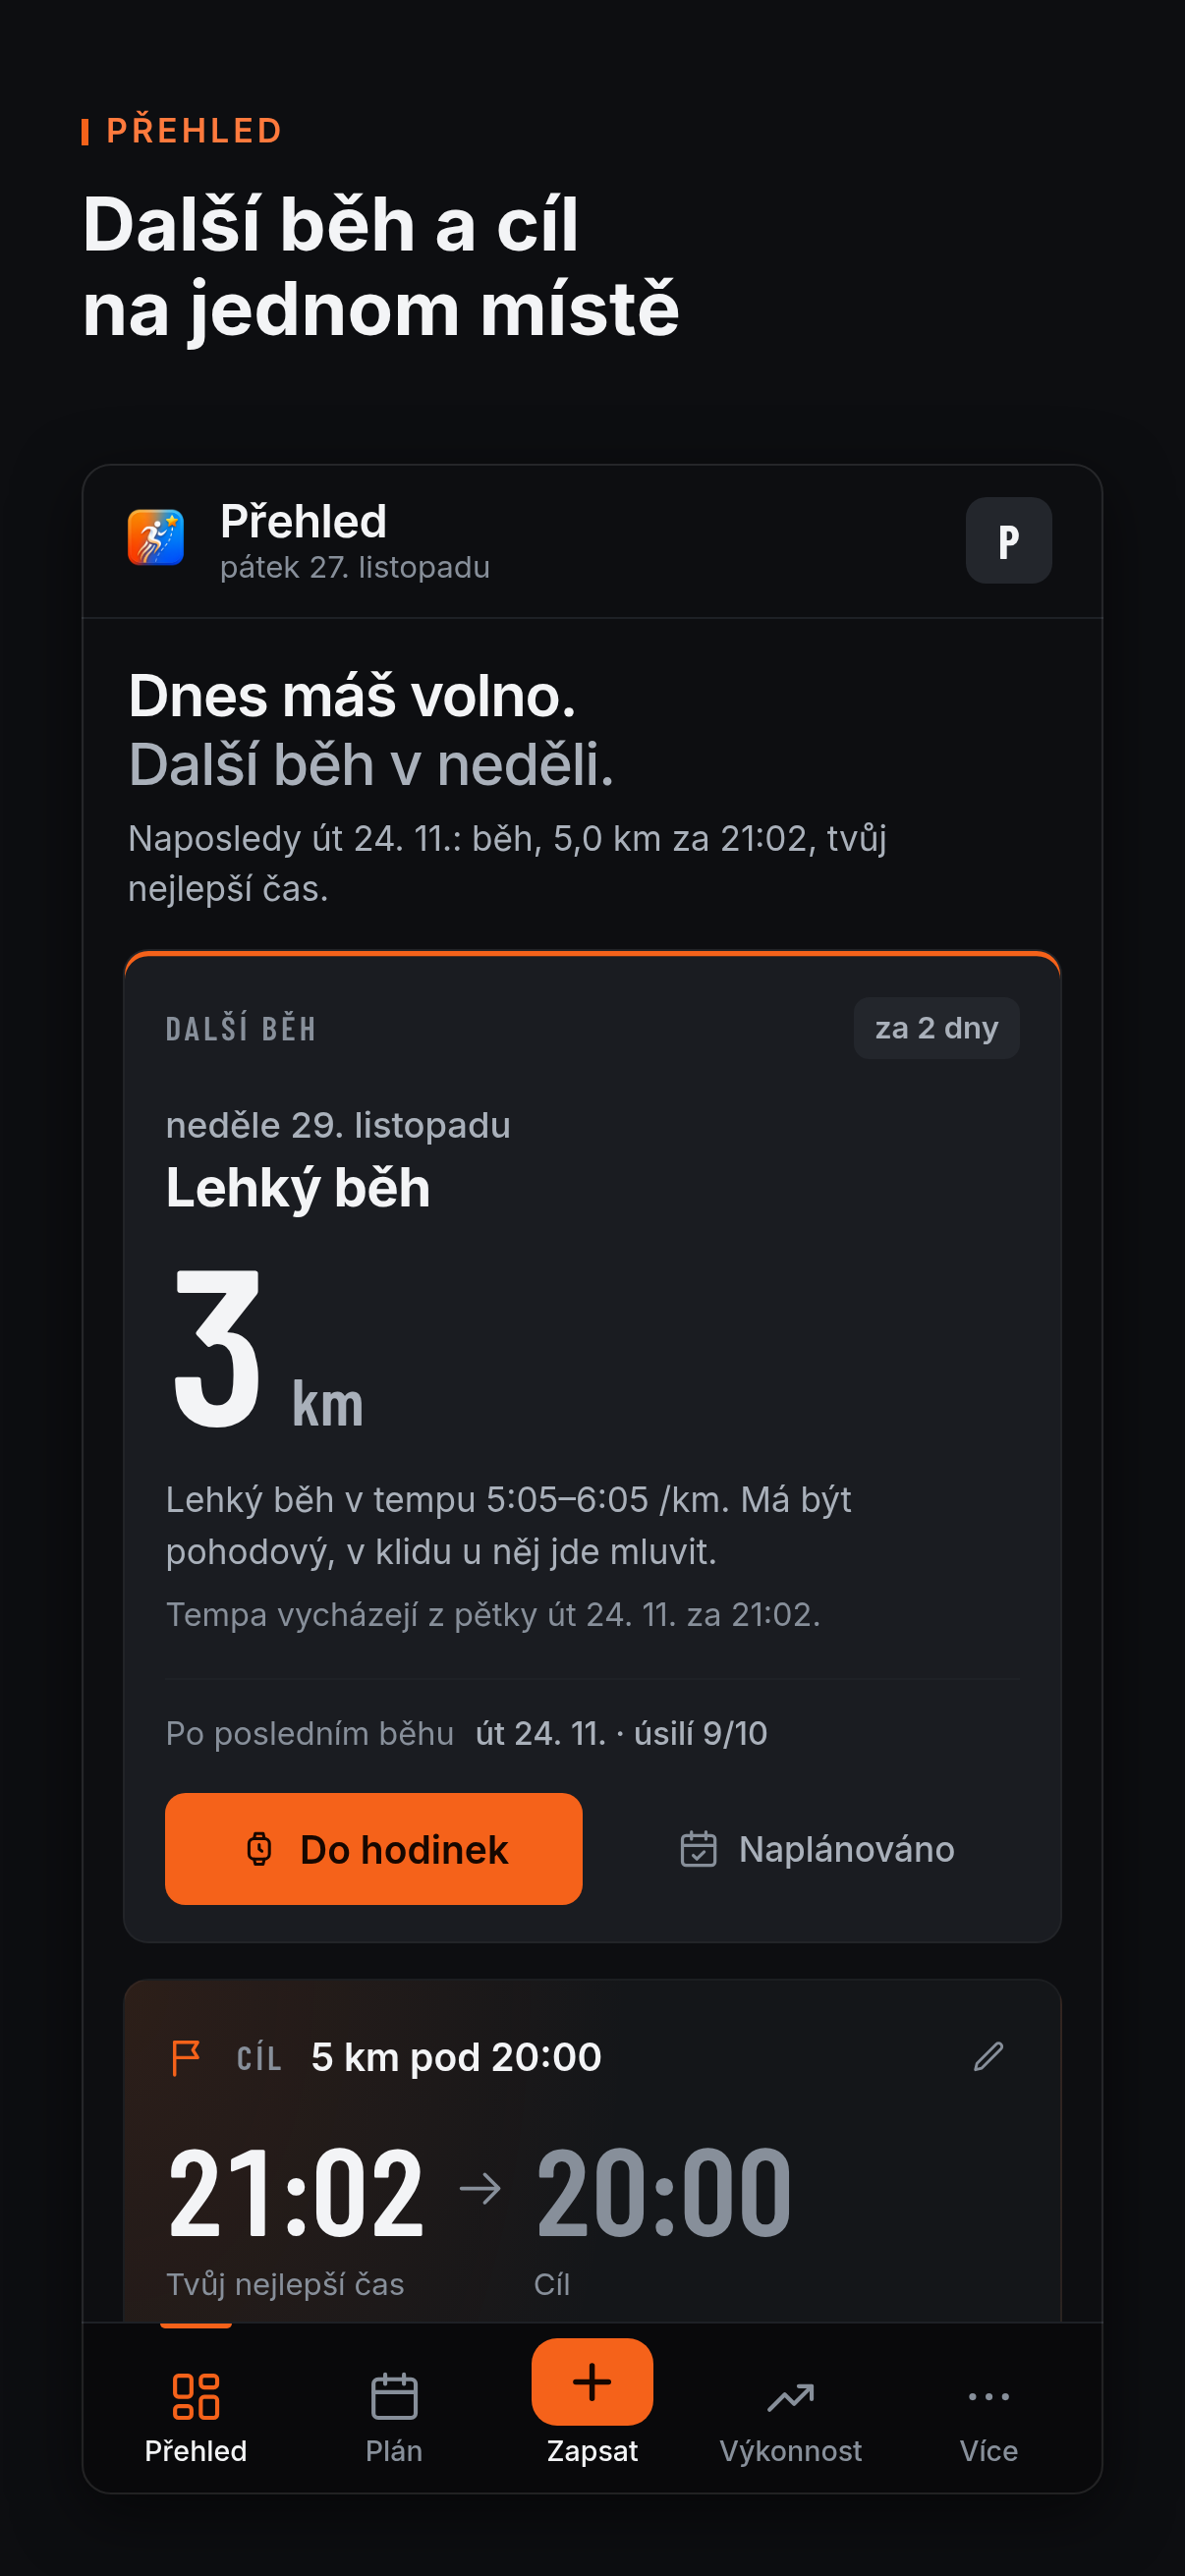 PŘEHLED
Další běh a cíl
na jednom místě
Přehled
pátek 27. listopadu
P
Dnes máš volno.
Další běh v neděli.
Naposledy út 24. 11.: běh, 5,0 km za 21:02, tvůj
nejlepší čas.
DALŠÍ BĚH
za 2 dny
neděle 29. listopadu
Lehký běh
3 km
Lehký běh v tempu 5:05–6:05 /km. Má být
pohodový, v klidu u něj jde mluvit.
Tempa vycházejí z pětky út 24. 11. za 21:02.
Po posledním běhu út 24. 11. · úsilí 9/10
Do hodinek
Naplánováno
CÍL 5 km pod 20:00
21:02 → 20:00
Tvůj nejlepší čas
Cíl
Přehled
Plán
Zapsat
Výkonnost
Více